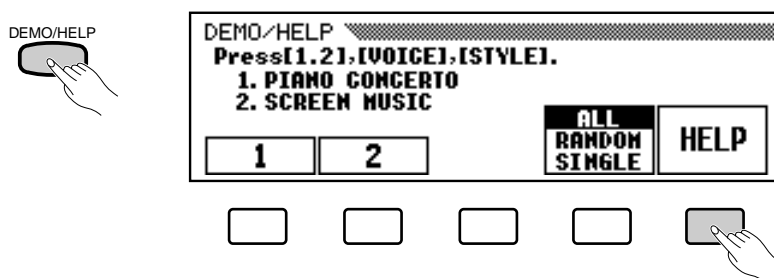 DEMO/HELP
DEMO/HELP
Press[1.2],[VOICE],[STYLE].
1. PIANO CONCERTO
2. SCREEN MUSIC
1
2
ALL
RANDOM
SINGLE
HELP